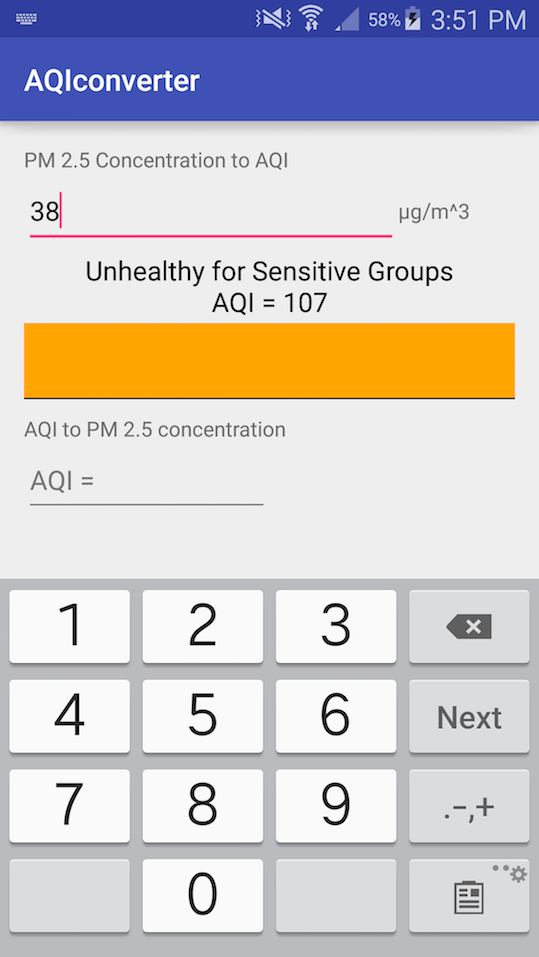 58% 3:51 PM
AQIconverter
PM 2.5 Concentration to AQI
38 µg/m^3
Unhealthy for Sensitive Groups
AQI = 107
AQI to PM 2.5 concentration
AQI =
1 2 3
4 5 6 Next
7 8 9 .-,+
0